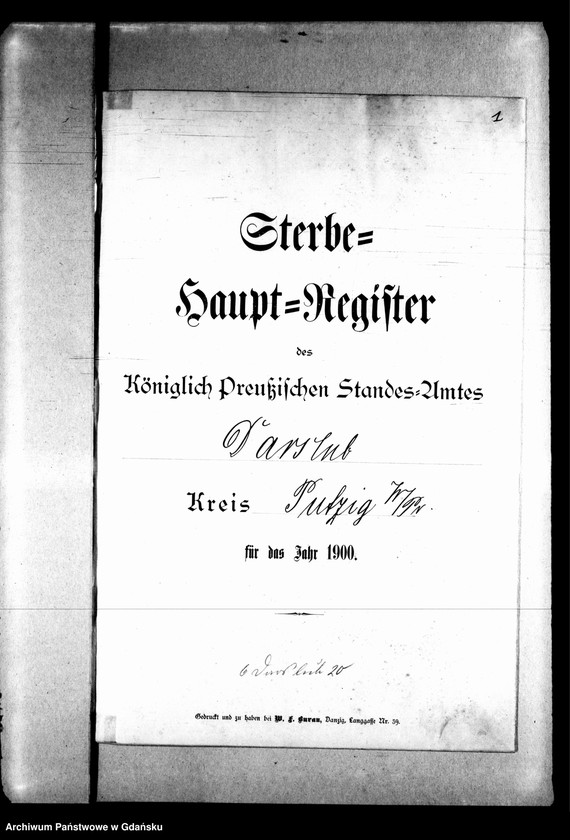 1
Sterbe=
Haupt=Register
des
Königlich Preußischen Standes=Amtes
Darslub
Kreis Putzig W/Pr.
für das Jahr 1900.
6 Darslub 20
Gedruckt und zu haben bei W. F. Burau, Danzig, Langgasse Nr. 39.
Archiwum Państwowe w Gdańsku